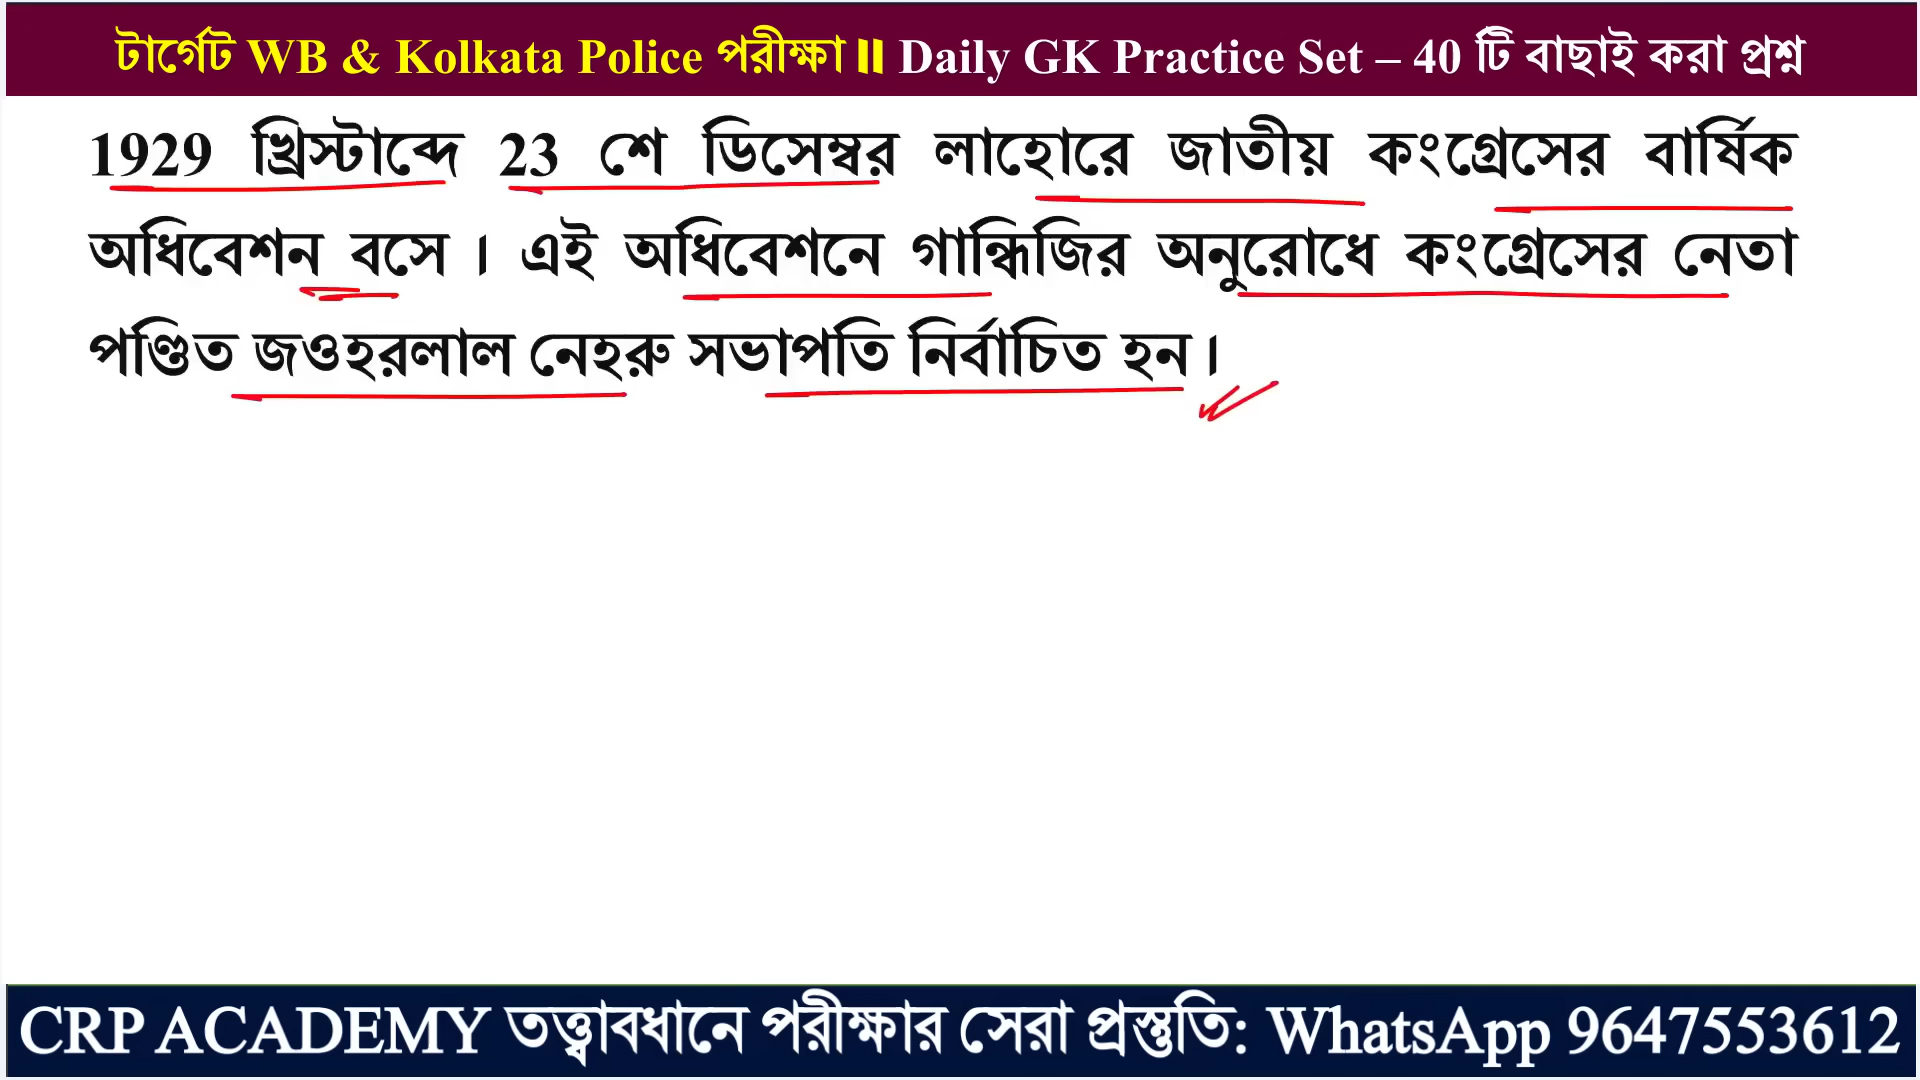 টার্গেট WB & Kolkata Police পরীক্ষা ॥ Daily GK Practice Set – 40 টি বাছাই করা প্রশ্ন
1929 খ্রিস্টাব্দে 23 শে ডিসেম্বর লাহোরে জাতীয় কংগ্রেসের বার্ষিক
অধিবেশন বসে । এই অধিবেশনে গান্ধিজির অনুরোধে কংগ্রেসের নেতা
পণ্ডিত জওহরলাল নেহরু সভাপতি নির্বাচিত হন ।
CRP ACADEMY তত্ত্বাবধানে পরীক্ষার সেরা প্রস্তুতি: WhatsApp 9647553612